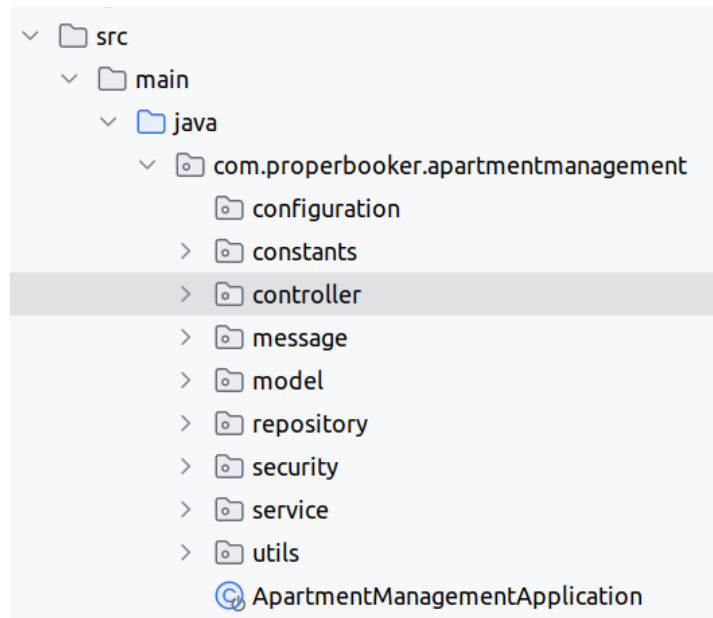 src
main
java
com.properbooker.apartmentmanagement
configuration
constants
controller
message
model
repository
security
service
utils
ApartmentManagementApplication